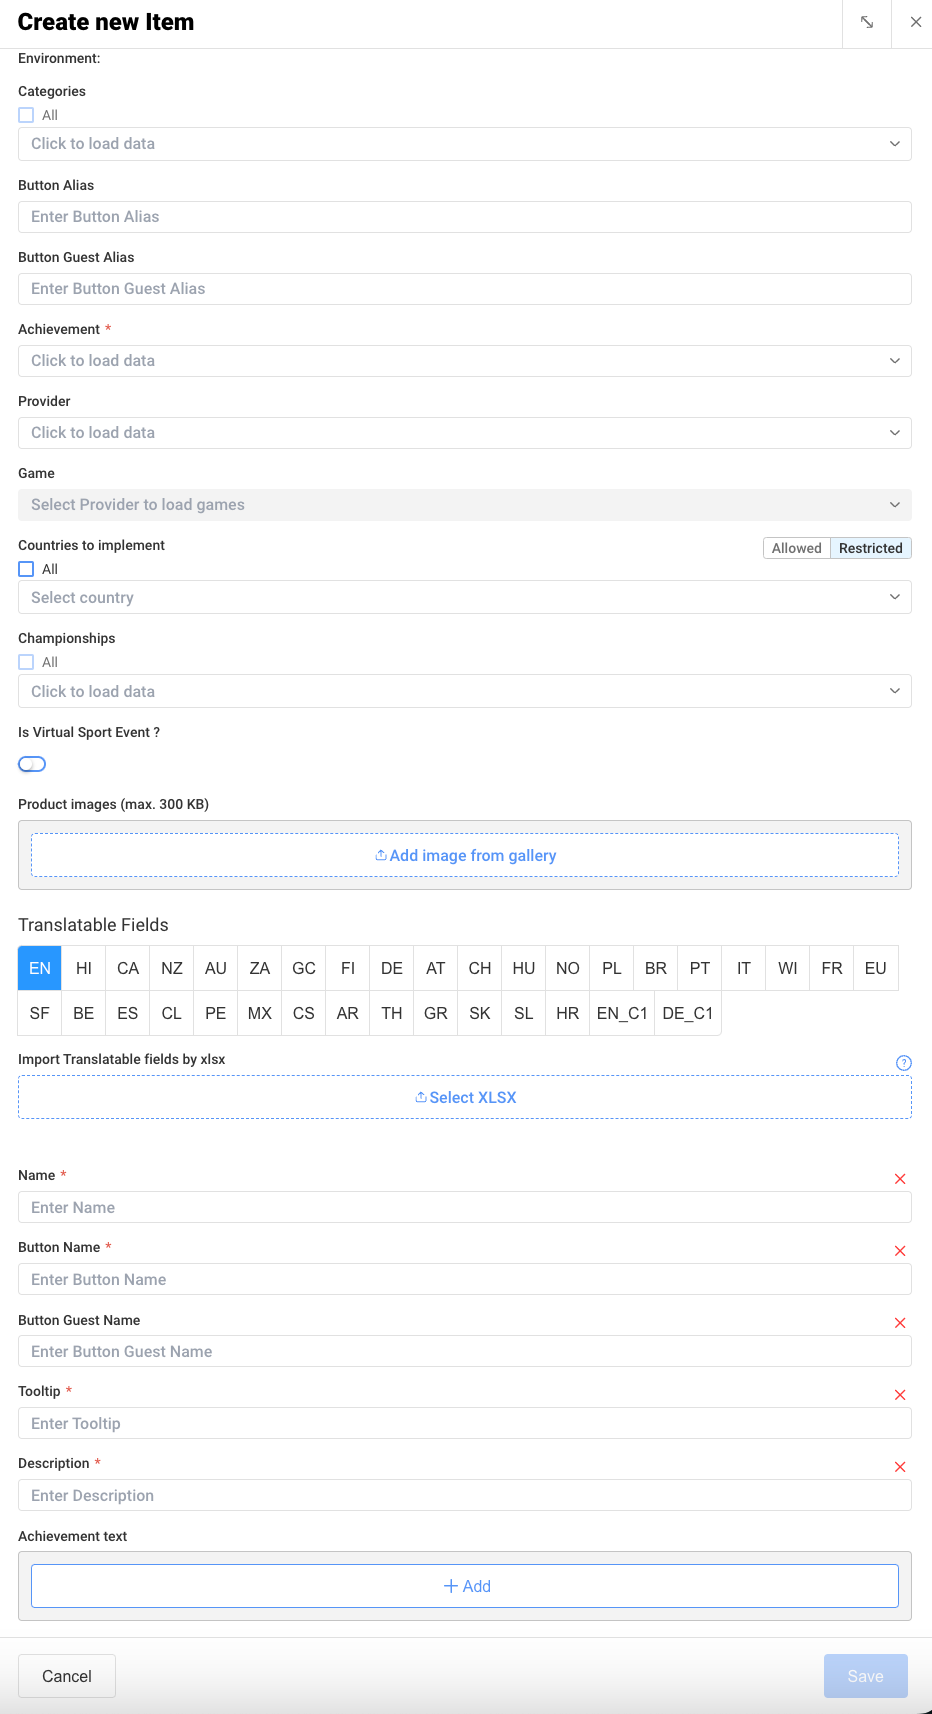 Create new Item
Environment:
Categories
All
Click to load data
Button Alias
Enter Button Alias
Button Guest Alias
Enter Button Guest Alias
Achievement *
Click to load data
Provider
Click to load data
Game
Select Provider to load games
Countries to implement
Allowed Restricted
All
Select country
Championships
All
Click to load data
Is Virtual Sport Event ?
Product images (max. 300 KB)
Add image from gallery
Translatable Fields
EN HI CA NZ AU ZA GC FI DE AT CH HU NO PL BR PT IT WI FR EU
SF BE ES CL PE MX CS AR TH GR SK SL HR EN_C1 DE_C1
Import Translatable fields by xlsx
?
Select XLSX
Name *
Enter Name
Button Name *
Enter Button Name
Button Guest Name
Enter Button Guest Name
Tooltip *
Enter Tooltip
Description *
Enter Description
Achievement text
+ Add
Cancel Save